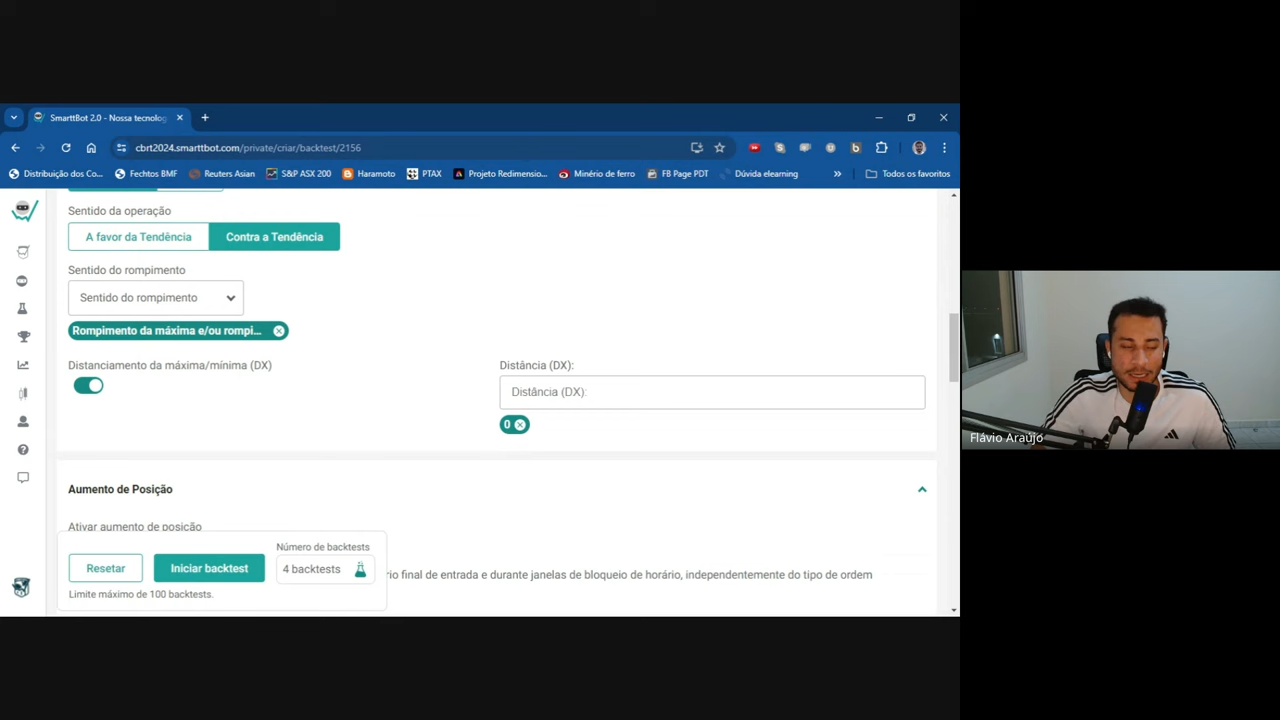 SmarttBot 2.0 - Nossa tecnolog
cbrt2024.smarttbot.com/private/criar/backtest/2156
Distribuição dos Co...
Fechtos BMF
Reuters Asian
S&P ASX 200
Haramoto
PTAX
Projeto Redimensio...
Minério de ferro
FB Page PDT
Dúvida elearning
»
Todos os favoritos
Sentido da operação
A favor da Tendência
Contra a Tendência
Sentido do rompimento
Sentido do rompimento
Rompimento da máxima e/ou rompi...
Distanciamento da máxima/mínima (DX)
Distância (DX):
Distância (DX):
0
Aumento de Posição
Ativar aumento de posição
Resetar
Iniciar backtest
Número de backtests
4 backtests
Limite máximo de 100 backtests.
rio final de entrada e durante janelas de bloqueio de horário, independentemente do tipo de ordem
Flávio Araújo